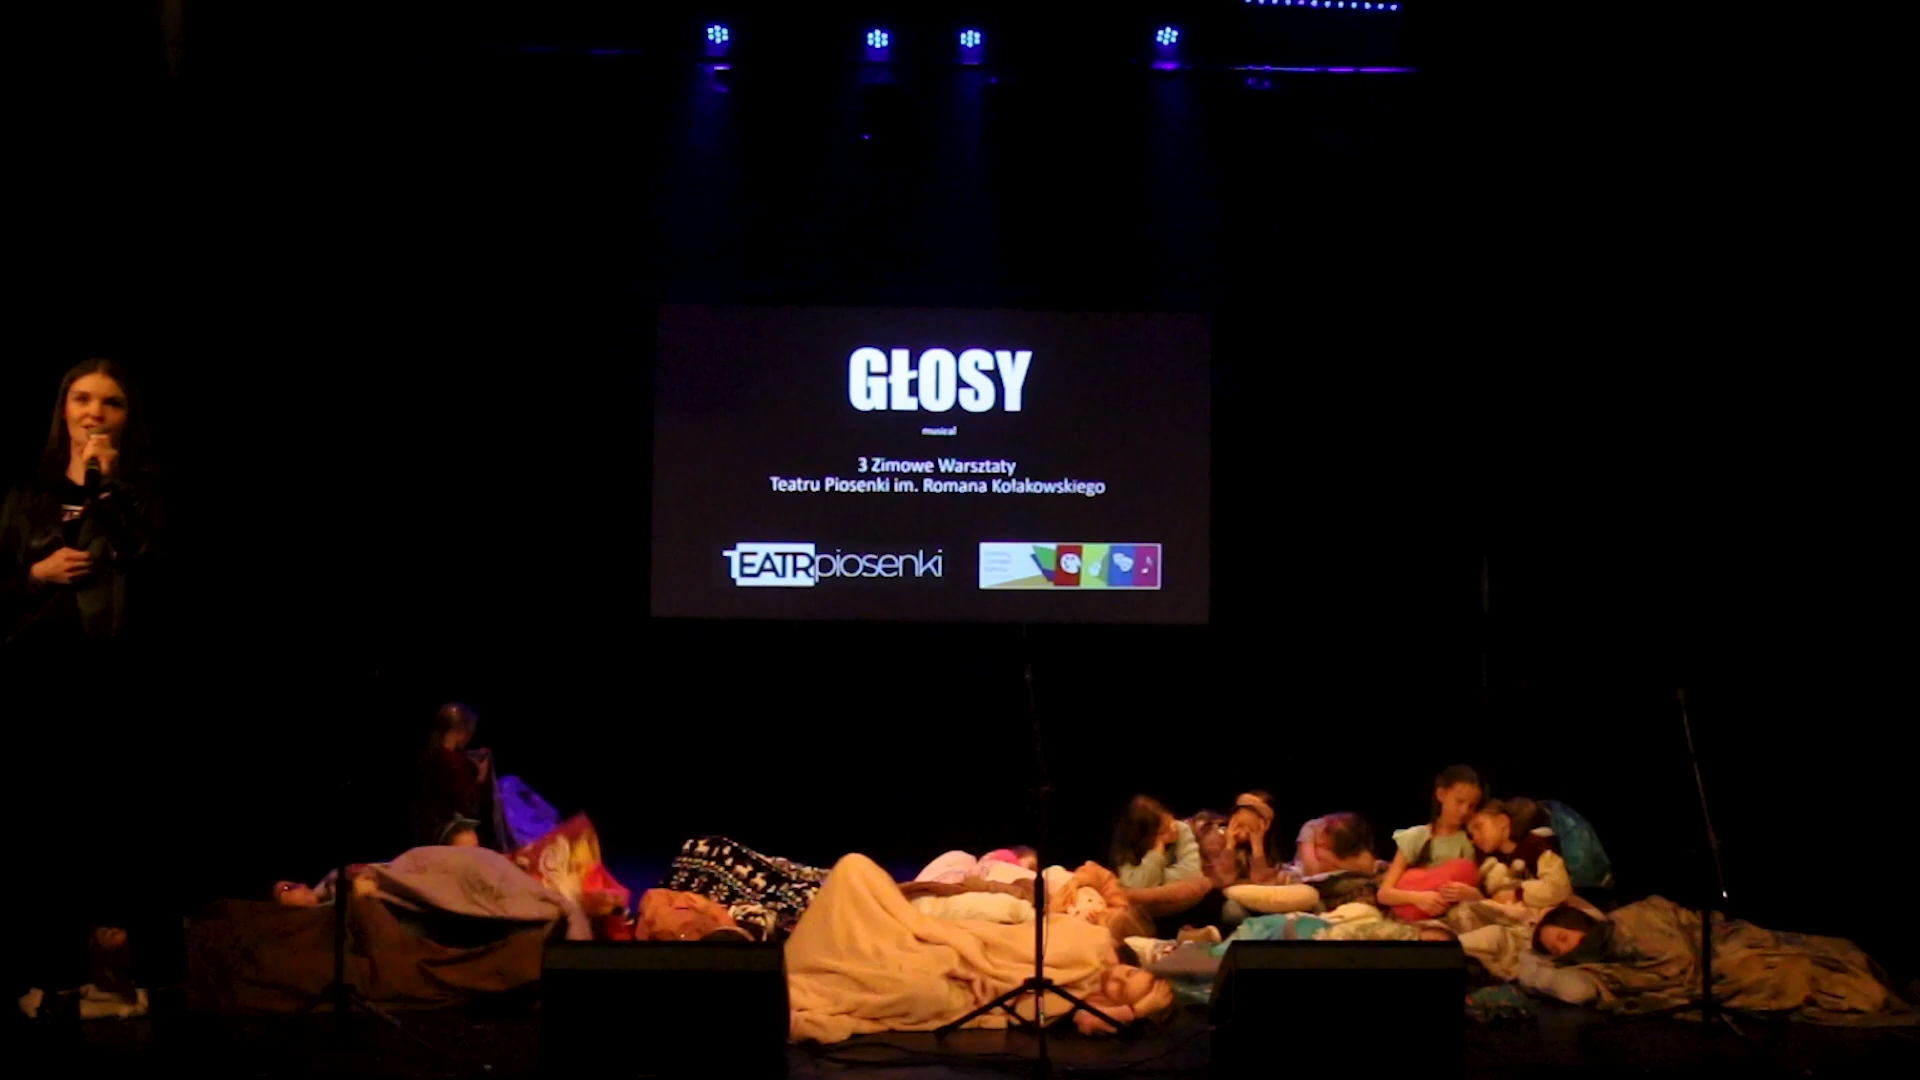 GŁOSY
musical
3 Zimowe Warsztaty
Teatru Piosenki im. Romana Kołakowskiego
TEATRpiosenki